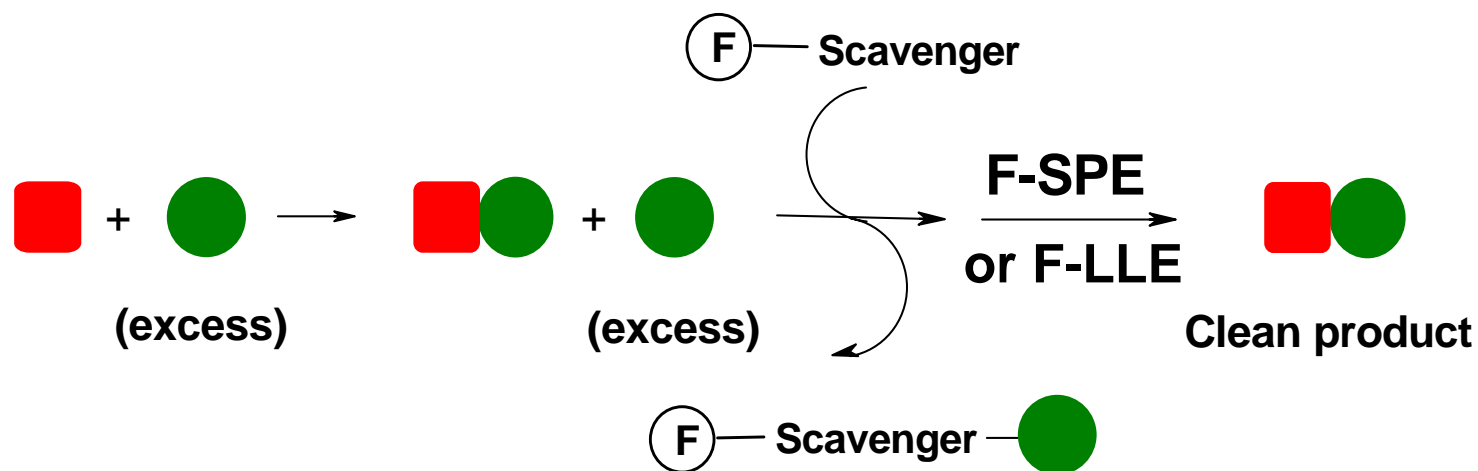 F Scavenger
F-SPE
+ + or F-LLE
(excess) (excess) Clean product
F Scavenger